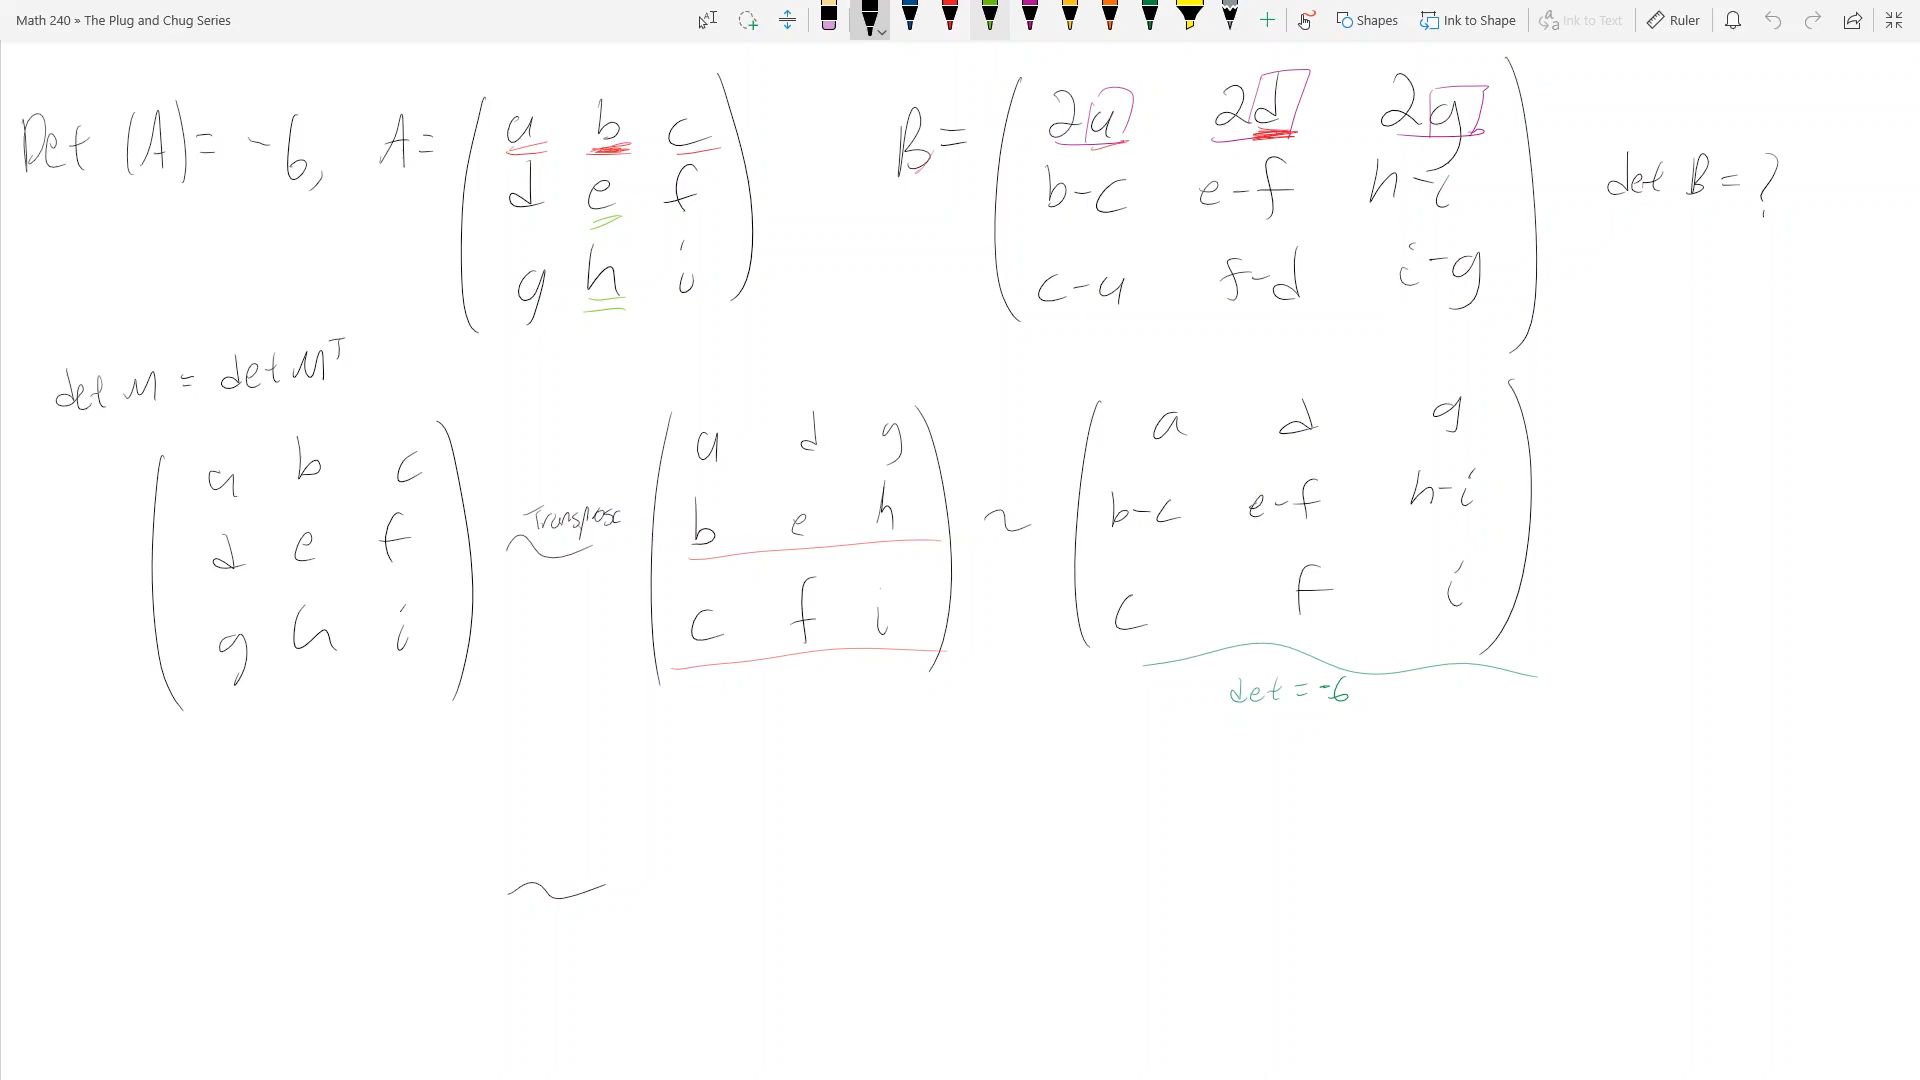 Math 240 » The Plug and Chug Series
Shapes
Ink to Shape
Ink to Text
Ruler
Det (A) = -6, A = ( a b c
d e f
g h i )
B = ( 2a 2d 2g
b-c e-f h-i
c-a f-d i-g )
det B = ?
det M = det M^T
( a b c
d e f
g h i )
Transpose
~
( a d g
b e h
c f i )
~
( a d g
b-c e-f h-i
c f i )
det = -6
~